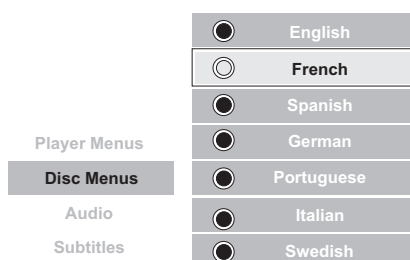 English
French
Spanish
Player Menus
German
Disc Menus
Portuguese
Audio
Italian
Subtitles
Swedish